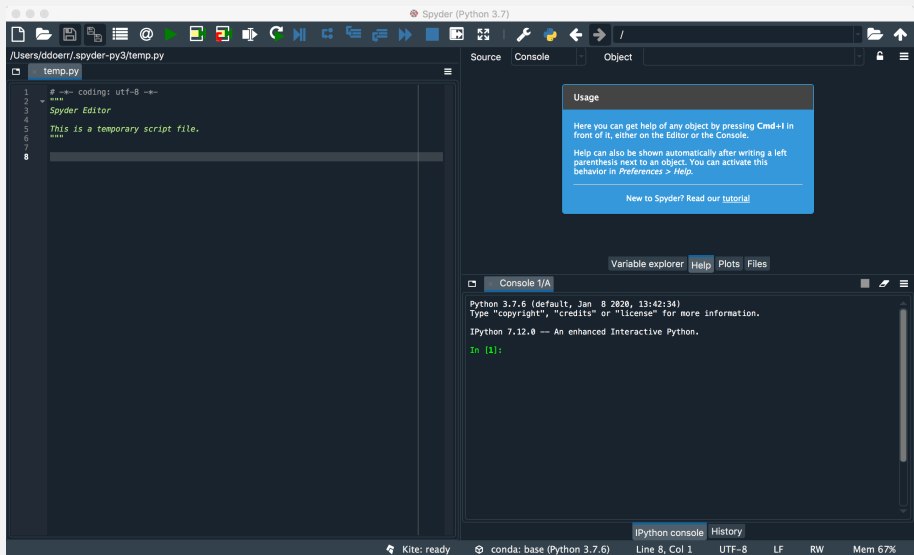 Spyder (Python 3.7)
@
/
/Users/ddoerr/.spyder-py3/temp.py
temp.py
1 # -*- coding: utf-8 -*-
2 """
3 Spyder Editor
4
5 This is a temporary script file.
6 """
7
8
Source Console Object
Usage
Here you can get help of any object by pressing Cmd+I in
front of it, either on the Editor or the Console.
Help can also be shown automatically after writing a left
parenthesis next to an object. You can activate this
behavior in Preferences > Help.
New to Spyder? Read our tutorial
Variable explorer Help Plots Files
Console 1/A
Python 3.7.6 (default, Jan  8 2020, 13:42:34)
Type "copyright", "credits" or "license" for more information.
IPython 7.12.0 -- An enhanced Interactive Python.
In [1]:
IPython console History
Kite: ready conda: base (Python 3.7.6) Line 8, Col 1 UTF-8 LF RW Mem 67%